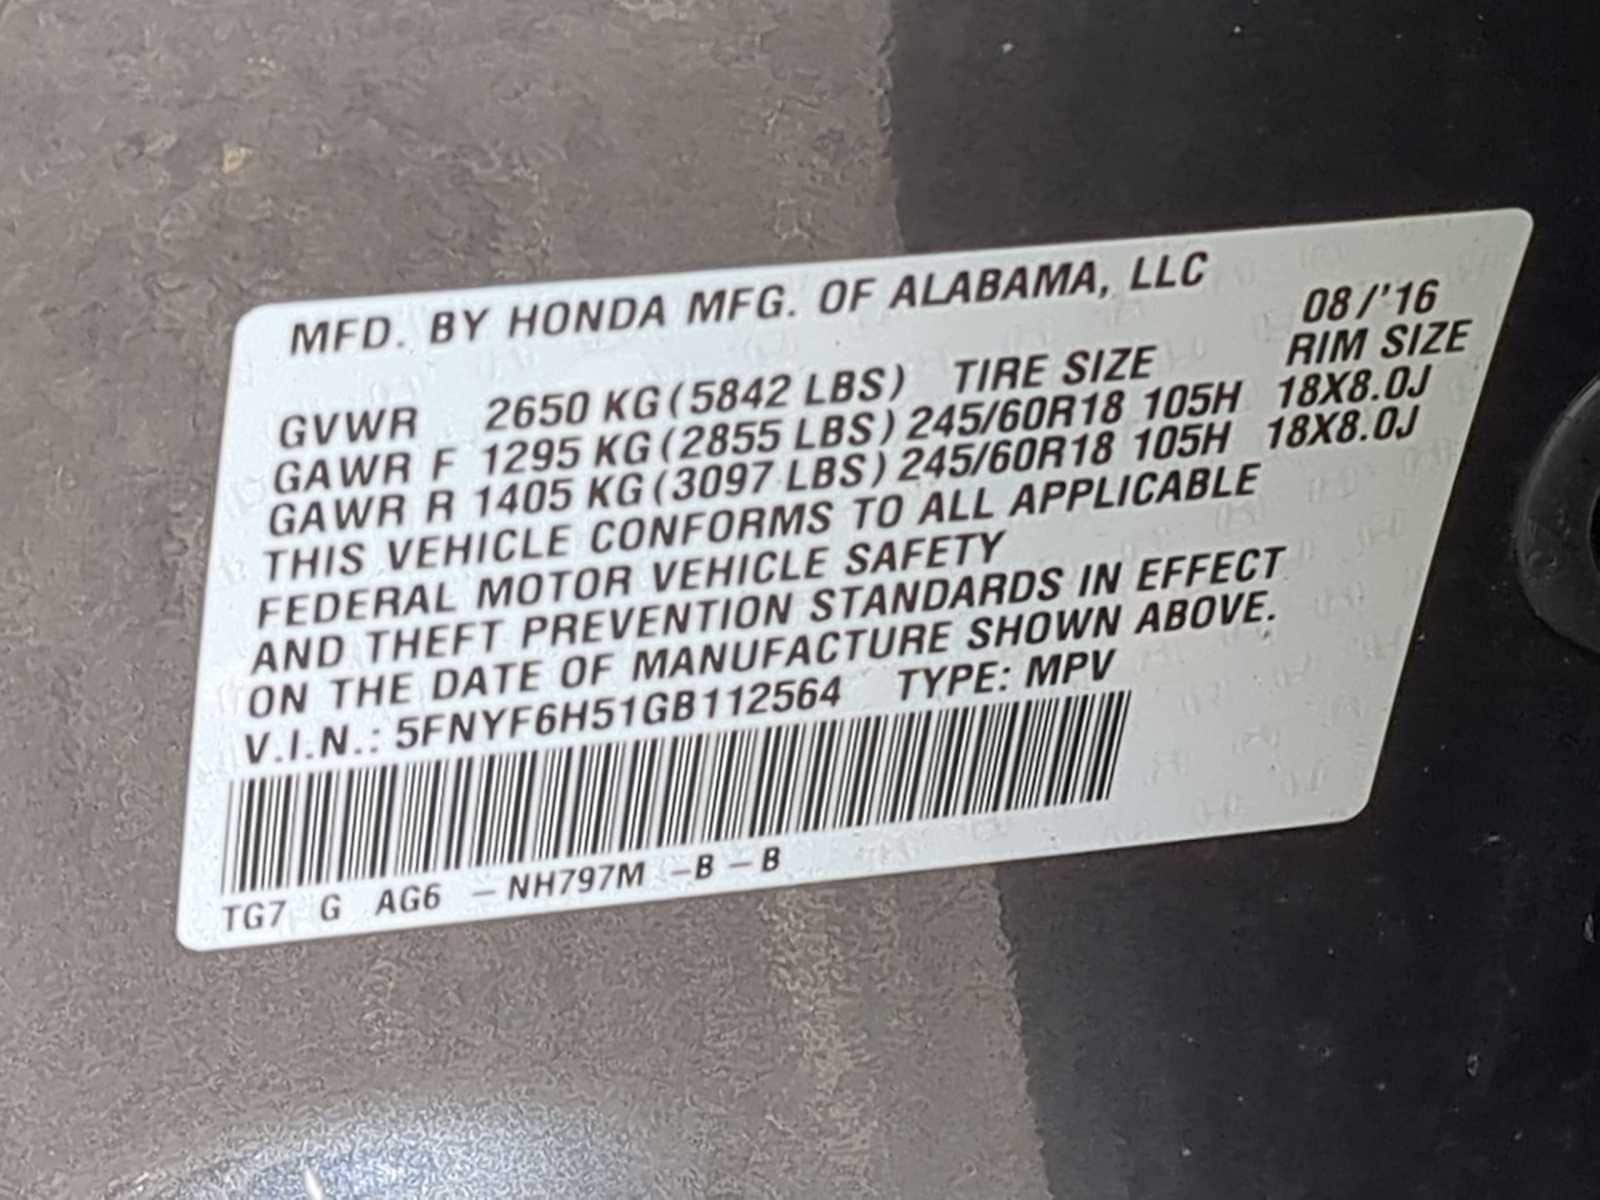 MFD. BY HONDA MFG. OF ALABAMA, LLC 08/'16
GVWR 2650 KG (5842 LBS) TIRE SIZE RIM SIZE
GAWR F 1295 KG (2855 LBS) 245/60R18 105H 18X8.0J
GAWR R 1405 KG (3097 LBS) 245/60R18 105H 18X8.0J
THIS VEHICLE CONFORMS TO ALL APPLICABLE
FEDERAL MOTOR VEHICLE SAFETY
AND THEFT PREVENTION STANDARDS IN EFFECT
ON THE DATE OF MANUFACTURE SHOWN ABOVE.
V.I.N.: 5FNYF6H51GB112564 TYPE: MPV
TG7 G AG6 – NH797M – B – B